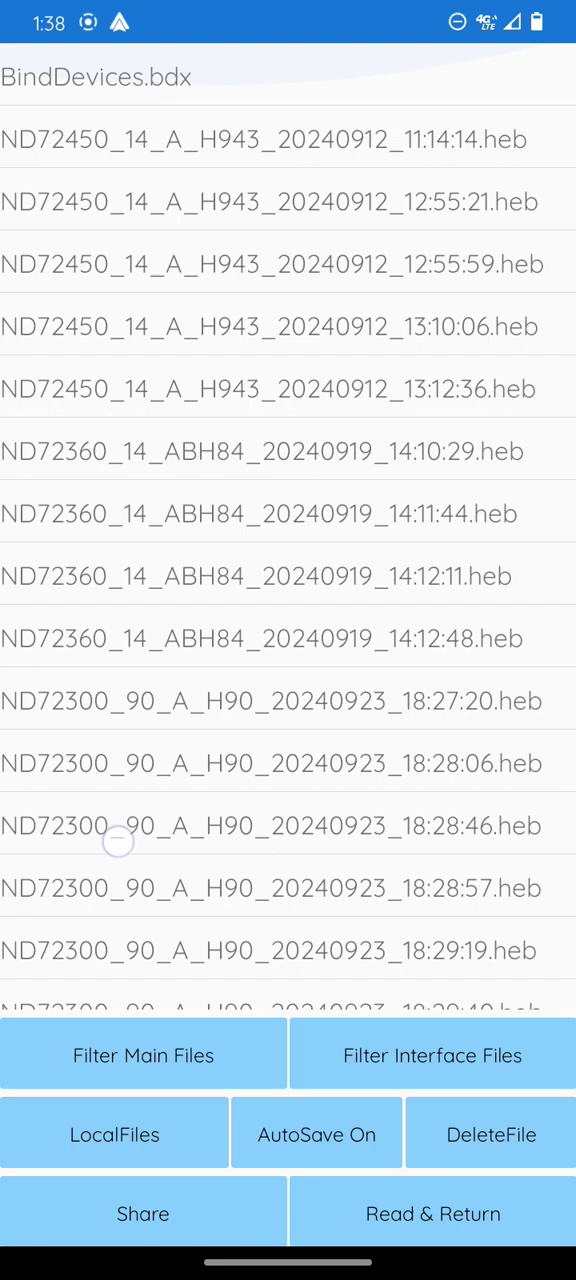 1:38
4G LTE
BindDevices.bdx
ND72450_14_A_H943_20240912_11:14:14.heb
ND72450_14_A_H943_20240912_12:55:21.heb
ND72450_14_A_H943_20240912_12:55:59.heb
ND72450_14_A_H943_20240912_13:10:06.heb
ND72450_14_A_H943_20240912_13:12:36.heb
ND72360_14_ABH84_20240919_14:10:29.heb
ND72360_14_ABH84_20240919_14:11:44.heb
ND72360_14_ABH84_20240919_14:12:11.heb
ND72360_14_ABH84_20240919_14:12:48.heb
ND72300_90_A_H90_20240923_18:27:20.heb
ND72300_90_A_H90_20240923_18:28:06.heb
ND72300_90_A_H90_20240923_18:28:46.heb
ND72300_90_A_H90_20240923_18:28:57.heb
ND72300_90_A_H90_20240923_18:29:19.heb
Filter Main Files
Filter Interface Files
LocalFiles
AutoSave On
DeleteFile
Share
Read & Return